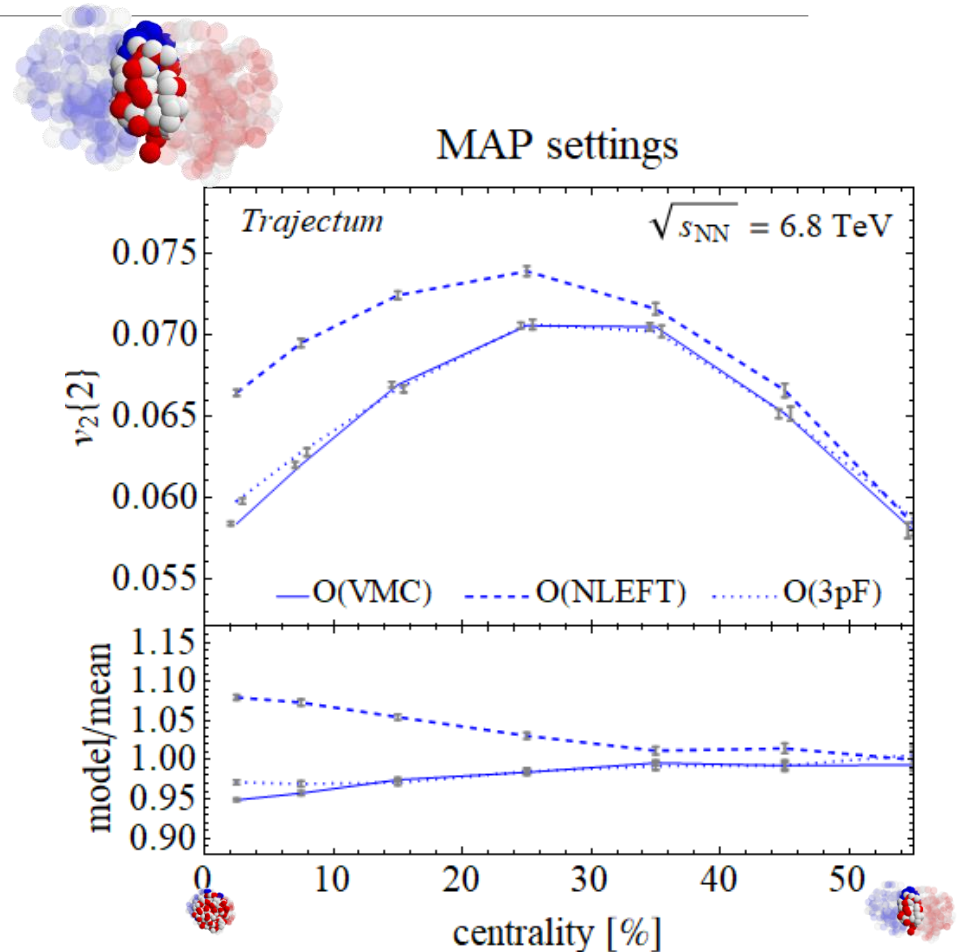 MAP settings
Trajectum
√sNN = 6.8 TeV
0.075
0.070
0.065
0.060
0.055
v2{2}
O(VMC) O(NLEFT) O(3pF)
1.15
1.10
1.05
1.00
0.95
0.90
model/mean
0 10 20 30 40 50
centrality [%]